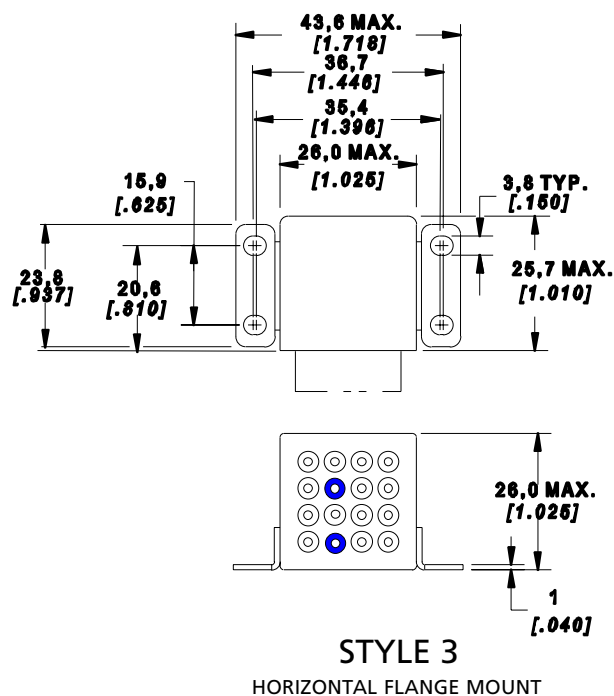 43,6 MAX.
[1.718]
36,7
[1.446]
35,4
[1.396]
26,0 MAX.
[1.025]
15,9
[.625]
3,8 TYP.
[.150]
23,8
[.937]
20,6
[.810]
25,7 MAX.
[1.010]
26,0 MAX.
[1.025]
1
[.040]
STYLE 3
HORIZONTAL FLANGE MOUNT